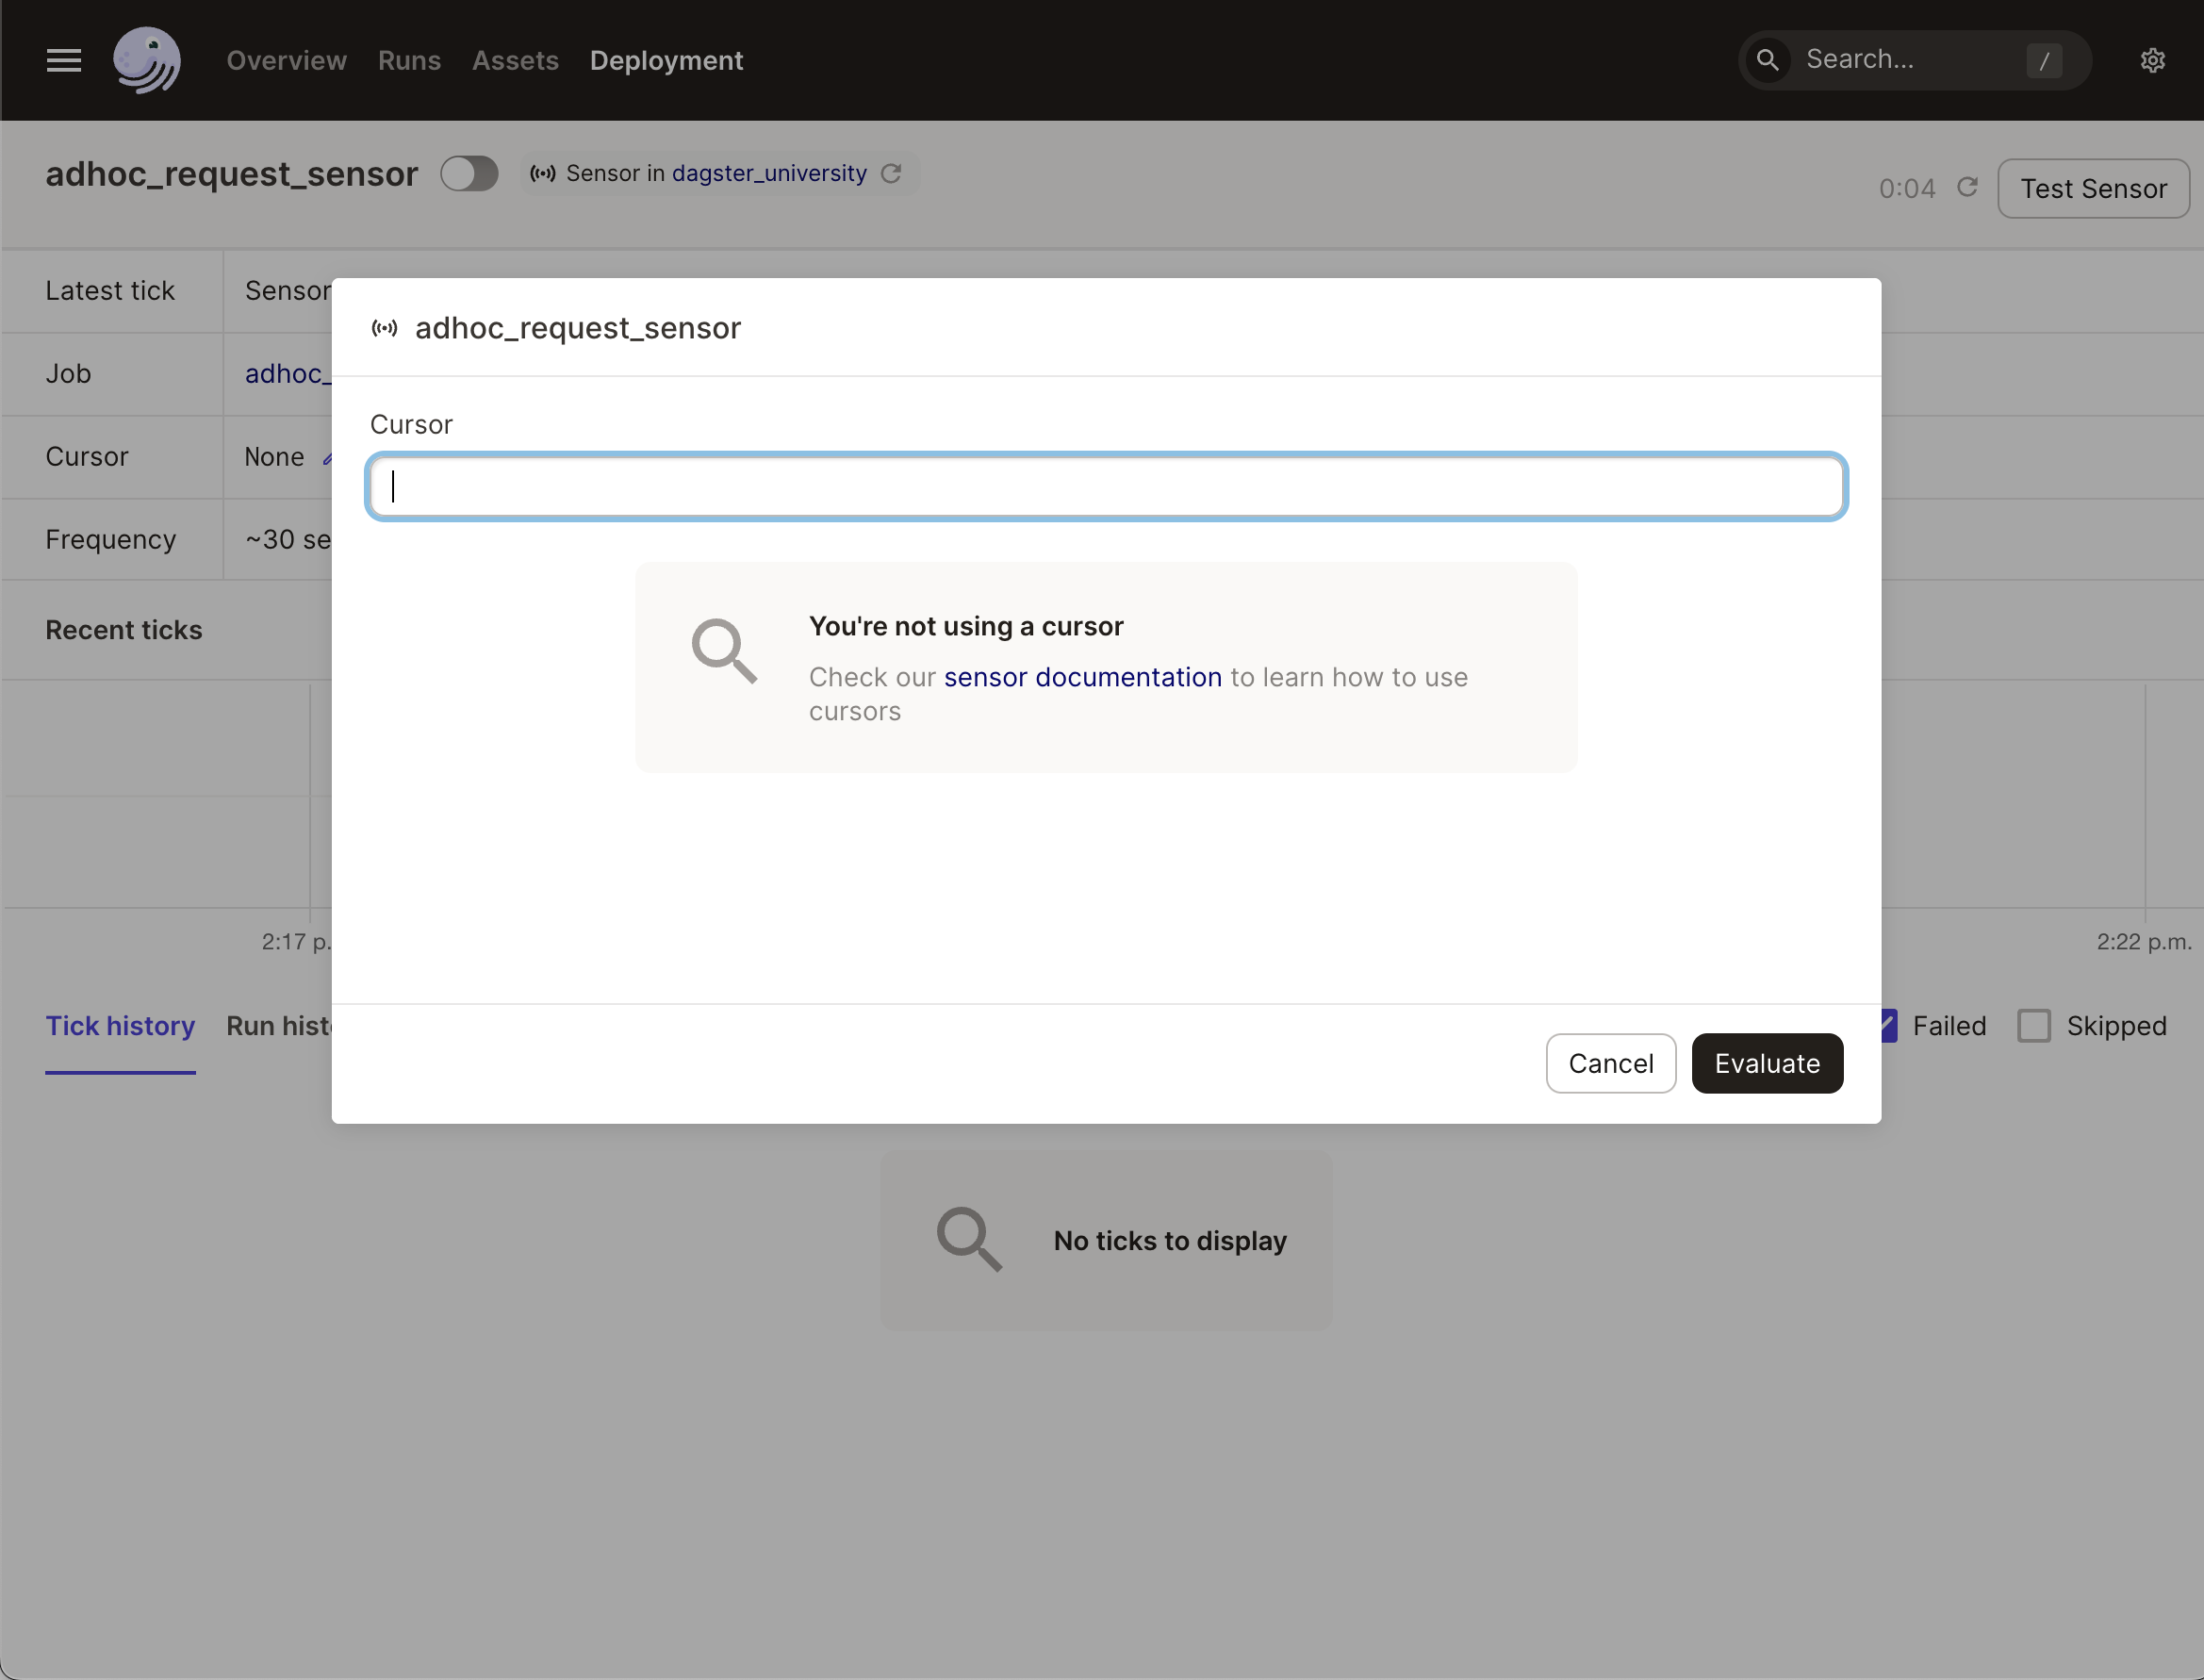 Overview Runs Assets Deployment Search... /
adhoc_request_sensor Sensor in dagster_university 0:04 Test Sensor
Latest tick Sensor
Job adhoc_
Cursor None
Frequency ~30 se
Recent ticks
adhoc_request_sensor
Cursor
You're not using a cursor
Check our sensor documentation to learn how to use
cursors
2:17 p. 2:22 p.m.
Tick history Run hist Failed Skipped
Cancel Evaluate
No ticks to display